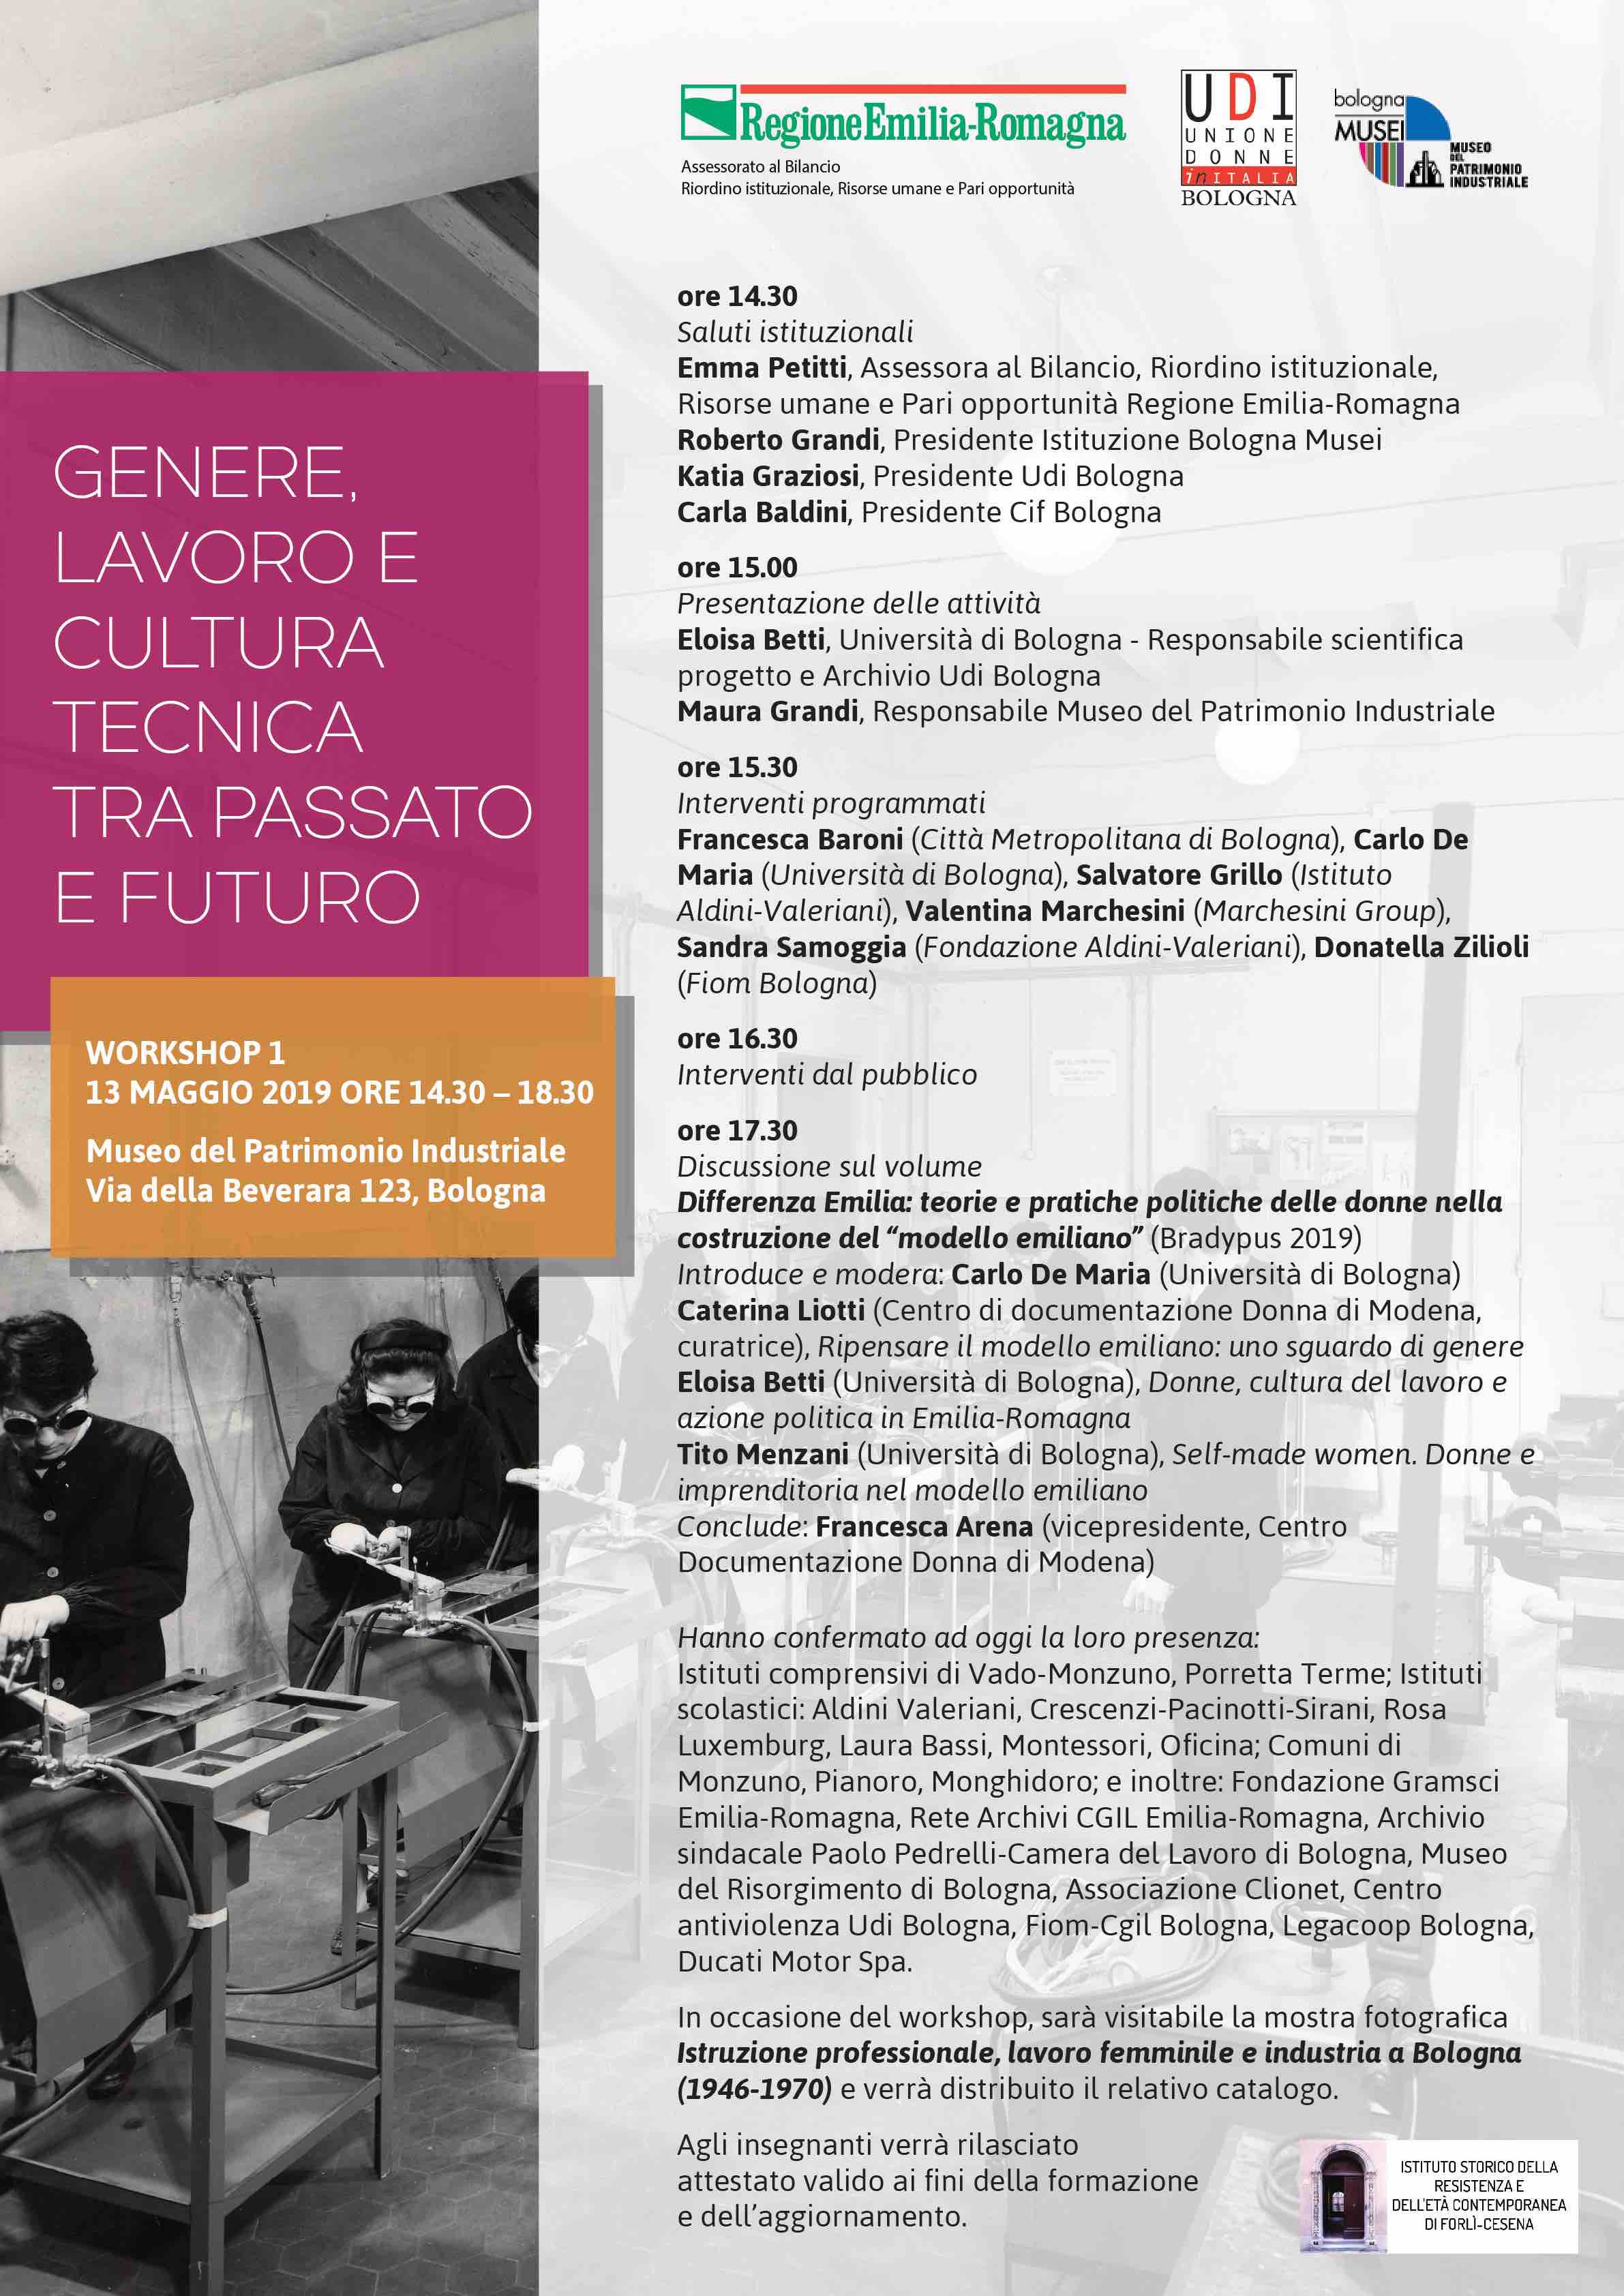 RegioneEmilia-Romagna
Assessorato al Bilancio
Riordino istituzionale, Risorse umane e Pari opportunità
UDI
UNIONE
DONNE
inITALIA
BOLOGNA
bologna
MUSEI
MUSEO
DEL
PATRIMONIO
INDUSTRIALE
GENERE,
LAVORO E
CULTURA
TECNICA
TRA PASSATO
E FUTURO
WORKSHOP 1
13 MAGGIO 2019 ORE 14.30 – 18.30
Museo del Patrimonio Industriale
Via della Beverara 123, Bologna
ore 14.30
Saluti istituzionali
Emma Petitti, Assessora al Bilancio, Riordino istituzionale,
Risorse umane e Pari opportunità Regione Emilia-Romagna
Roberto Grandi, Presidente Istituzione Bologna Musei
Katia Graziosi, Presidente Udi Bologna
Carla Baldini, Presidente Cif Bologna
ore 15.00
Presentazione delle attività
Eloisa Betti, Università di Bologna - Responsabile scientifica
progetto e Archivio Udi Bologna
Maura Grandi, Responsabile Museo del Patrimonio Industriale
ore 15.30
Interventi programmati
Francesca Baroni (Città Metropolitana di Bologna), Carlo De
Maria (Università di Bologna), Salvatore Grillo (Istituto
Aldini-Valeriani), Valentina Marchesini (Marchesini Group),
Sandra Samoggia (Fondazione Aldini-Valeriani), Donatella Zilioli
(Fiom Bologna)
ore 16.30
Interventi dal pubblico
ore 17.30
Discussione sul volume
Differenza Emilia: teorie e pratiche politiche delle donne nella
costruzione del “modello emiliano” (Bradypus 2019)
Introduce e modera: Carlo De Maria (Università di Bologna)
Caterina Liotti (Centro di documentazione Donna di Modena,
curatrice), Ripensare il modello emiliano: uno sguardo di genere
Eloisa Betti (Università di Bologna), Donne, cultura del lavoro e
azione politica in Emilia-Romagna
Tito Menzani (Università di Bologna), Self-made women. Donne e
imprenditoria nel modello emiliano
Conclude: Francesca Arena (vicepresidente, Centro
Documentazione Donna di Modena)
Hanno confermato ad oggi la loro presenza:
Istituti comprensivi di Vado-Monzuno, Porretta Terme; Istituti
scolastici: Aldini Valeriani, Crescenzi-Pacinotti-Sirani, Rosa
Luxemburg, Laura Bassi, Montessori, Oficina; Comuni di
Monzuno, Pianoro, Monghidoro; e inoltre: Fondazione Gramsci
Emilia-Romagna, Rete Archivi CGIL Emilia-Romagna, Archivio
sindacale Paolo Pedrelli-Camera del Lavoro di Bologna, Museo
del Risorgimento di Bologna, Associazione Clionet, Centro
antiviolenza Udi Bologna, Fiom-Cgil Bologna, Legacoop Bologna,
Ducati Motor Spa.
In occasione del workshop, sarà visitabile la mostra fotografica
Istruzione professionale, lavoro femminile e industria a Bologna
(1946-1970) e verrà distribuito il relativo catalogo.
Agli insegnanti verrà rilasciato
attestato valido ai fini della formazione
e dell’aggiornamento.
ISTITUTO STORICO DELLA
RESISTENZA E
DELL'ETÀ CONTEMPORANEA
DI FORLÌ-CESENA